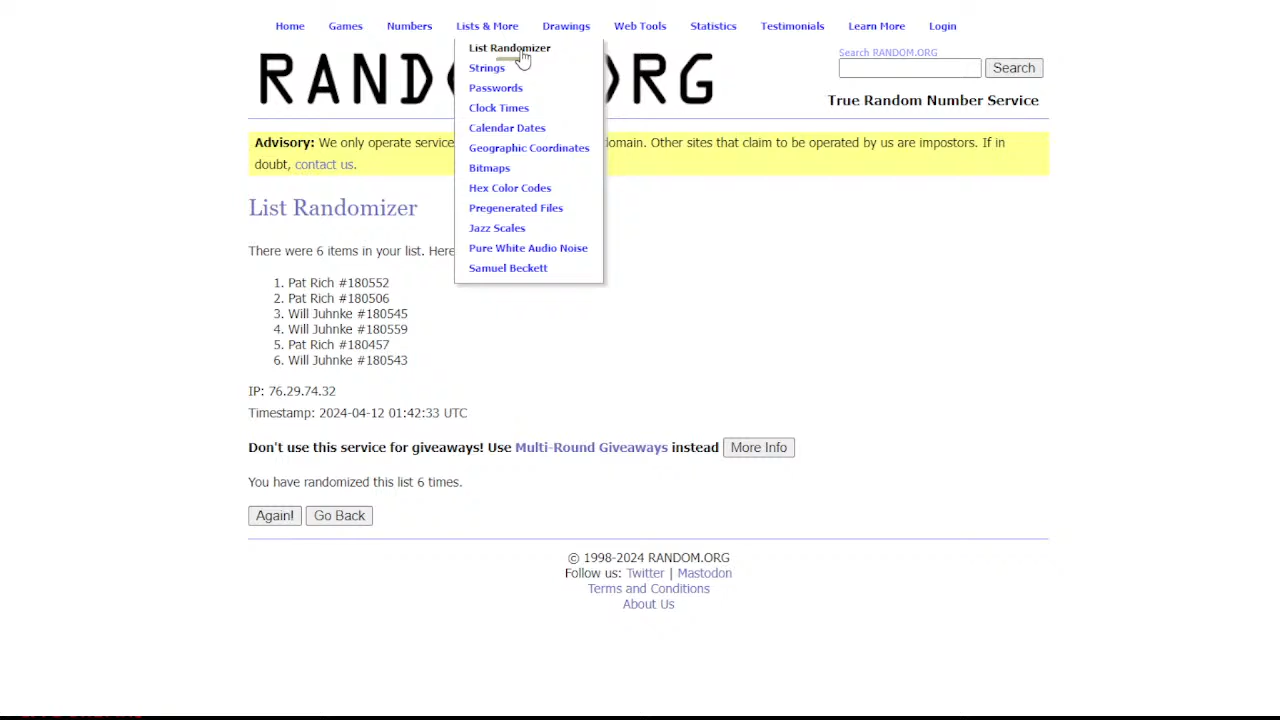 Home Games Numbers Lists & More Drawings Web Tools Statistics Testimonials Learn More Login
List Randomizer
Strings
Passwords
Clock Times
Calendar Dates
Geographic Coordinates
Bitmaps
Hex Color Codes
Pregenerated Files
Jazz Scales
Pure White Audio Noise
Samuel Beckett
RAND RG
Search RANDOM.ORG
Search
True Random Number Service
Advisory: We only operate service domain. Other sites that claim to be operated by us are impostors. If in
doubt, contact us.
List Randomizer
There were 6 items in your list. Here
1. Pat Rich #180552
2. Pat Rich #180506
3. Will Juhnke #180545
4. Will Juhnke #180559
5. Pat Rich #180457
6. Will Juhnke #180543
IP: 76.29.74.32
Timestamp: 2024-04-12 01:42:33 UTC
Don't use this service for giveaways! Use Multi-Round Giveaways instead More Info
You have randomized this list 6 times.
Again! Go Back
© 1998-2024 RANDOM.ORG
Follow us: Twitter | Mastodon
Terms and Conditions
About Us